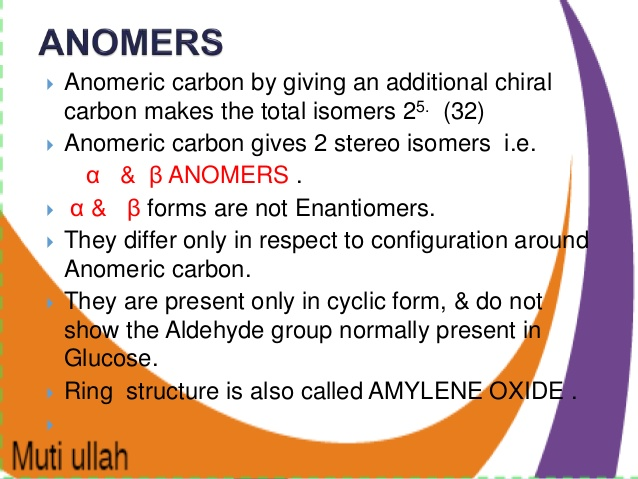 ANOMERS
Anomeric carbon by giving an additional chiral
carbon makes the total isomers 2⁵· (32)
Anomeric carbon gives 2 stereo isomers i.e.
α & β ANOMERS .
α & β forms are not Enantiomers.
They differ only in respect to configuration around
Anomeric carbon.
They are present only in cyclic form, & do not
show the Aldehyde group normally present in
Glucose.
Ring structure is also called AMYLENE OXIDE .
Muti ullah